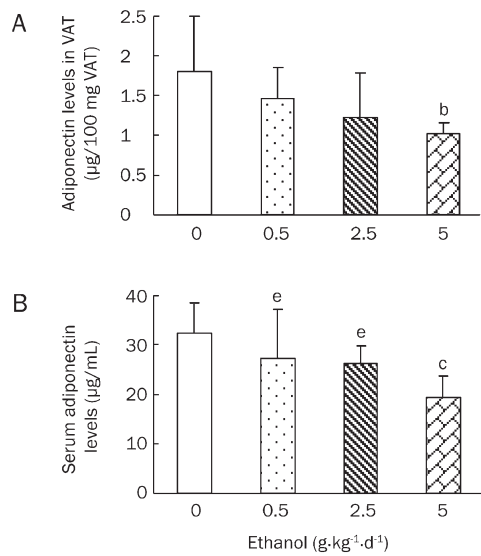 A
Adiponectin levels in VAT
(µg/100 mg VAT)
2.5
2
1.5
1
0.5
0
b
0 0.5 2.5 5
B
Serum adiponectin
levels (µg/mL)
40
30
20
10
0
e e c
0 0.5 2.5 5
Ethanol (g·kg⁻¹·d⁻¹)